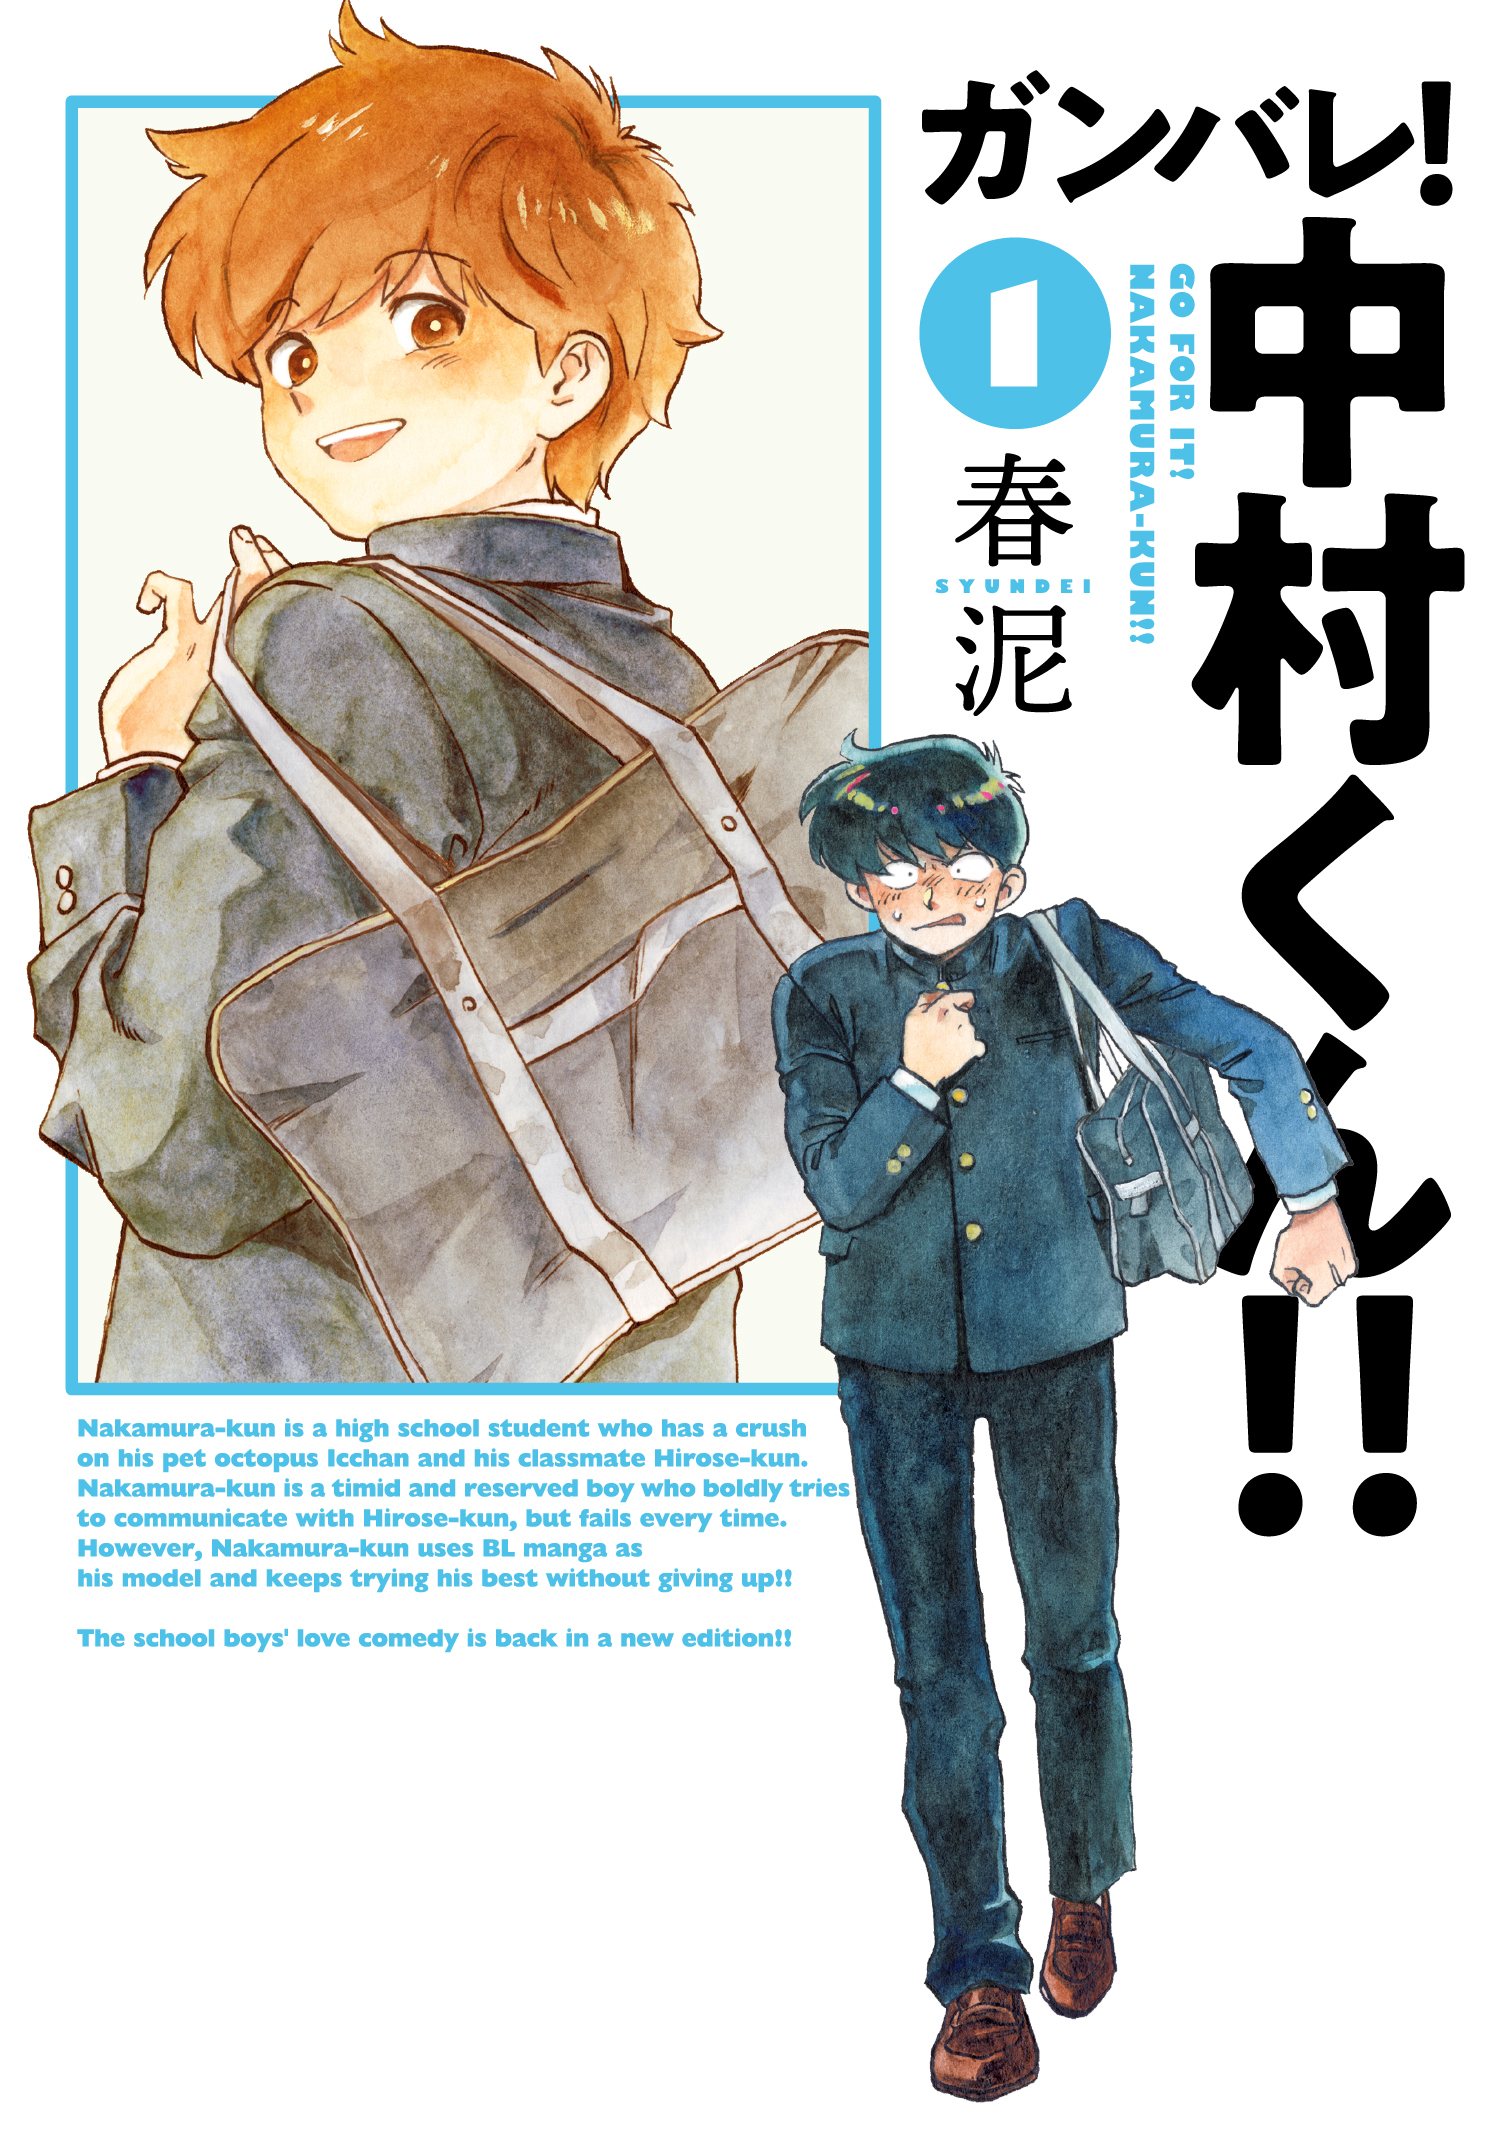 ガンバレ!
中村くん!!
GO FOR IT!
NAKAMURA-KUN!!!
1
春泥
SYUNDEI
Nakamura-kun is a high school student who has a crush
on his pet octopus Icchan and his classmate Hirose-kun.
Nakamura-kun is a timid and reserved boy who boldly tries
to communicate with Hirose-kun, but fails every time.
However, Nakamura-kun uses BL manga as
his model and keeps trying his best without giving up!!
The school boys' love comedy is back in a new edition!!